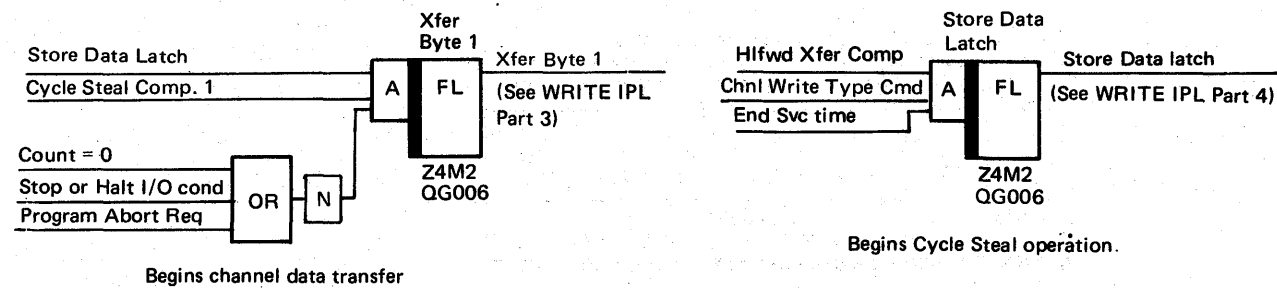 Xfer
Byte 1
Store Data Latch
Cycle Steal Comp. 1
A
FL
Xfer Byte 1
(See WRITE IPL
Part 3)
Count = 0
Stop or Halt I/O cond
Program Abort Req
OR
N
Z4M2
QG006
Begins channel data transfer
Store Data
Latch
Hlfwd Xfer Comp
Chnl Write Type Cmd
End Svc time
A
FL
Store Data latch
(See WRITE IPL Part 4)
Z4M2
QG006
Begins Cycle Steal operation.